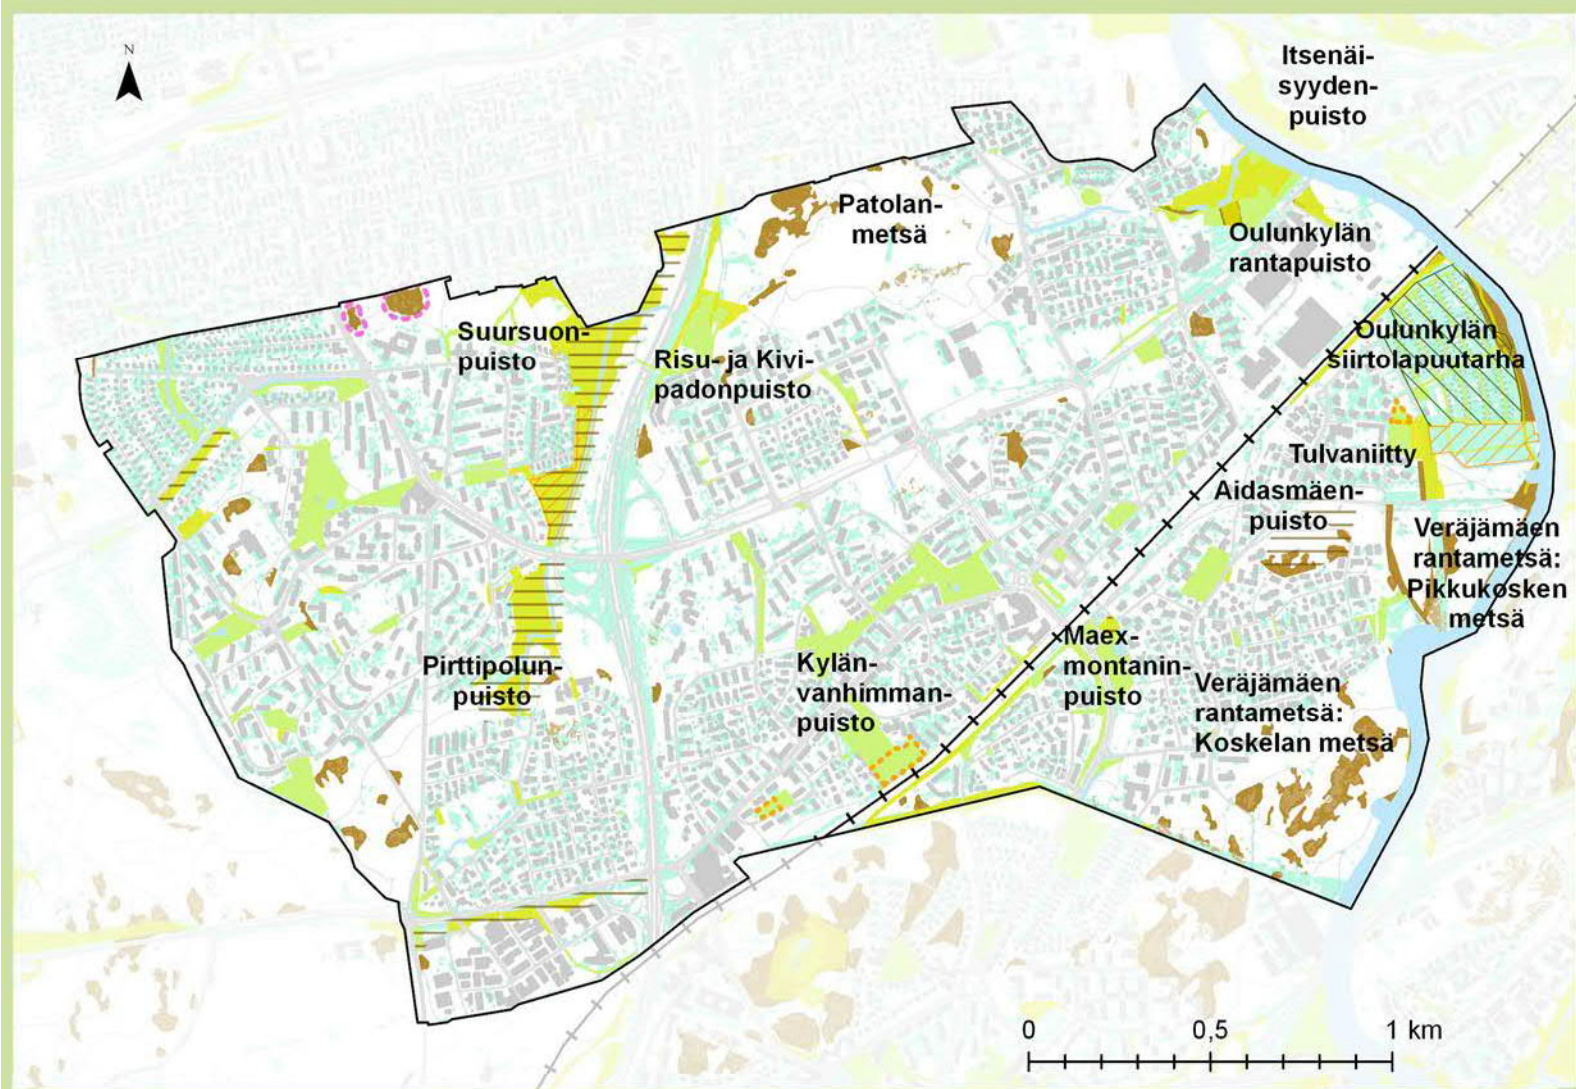 N
Itsenäi-
syyden-
puisto
Patolan-
metsä
Oulunkylän
rantapuisto
Suursuon-
puisto
Risu- ja Kivi-
padonpuisto
Oulunkylän
siirtolapuutarha
Tulvaniitty
Aidasmäen-
puisto
Veräjämäen
rantametsä:
Pikkukosken
metsä
Pirttipolun-
puisto
Kylän-
vanhimman-
puisto
Maex-
montanin-
puisto
Veräjämäen
rantametsä:
Koskelan metsä
0 0,5 1 km